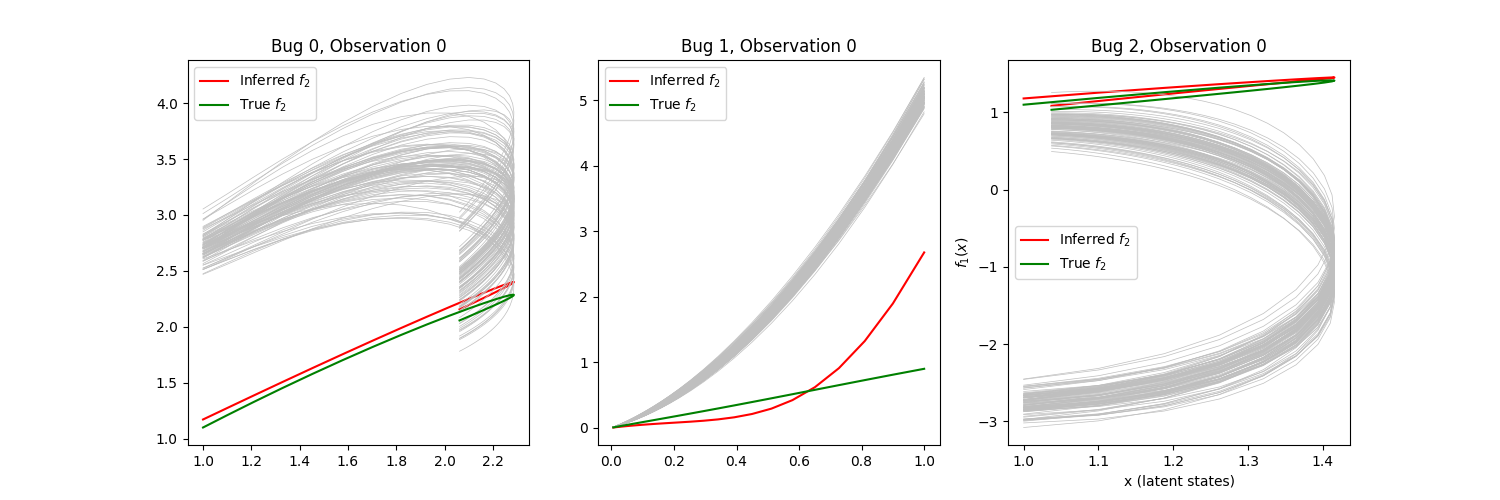 Bug 0, Observation 0
Inferred f₂
True f₂
4.0
3.5
3.0
2.5
2.0
1.5
1.0
1.0 1.2 1.4 1.6 1.8 2.0 2.2
Bug 1, Observation 0
Inferred f₂
True f₂
5
4
3
2
1
0
0.0 0.2 0.4 0.6 0.8 1.0
Bug 2, Observation 0
f₁(x)
1
0
−1
−2
−3
Inferred f₂
True f₂
1.0 1.1 1.2 1.3 1.4
x (latent states)